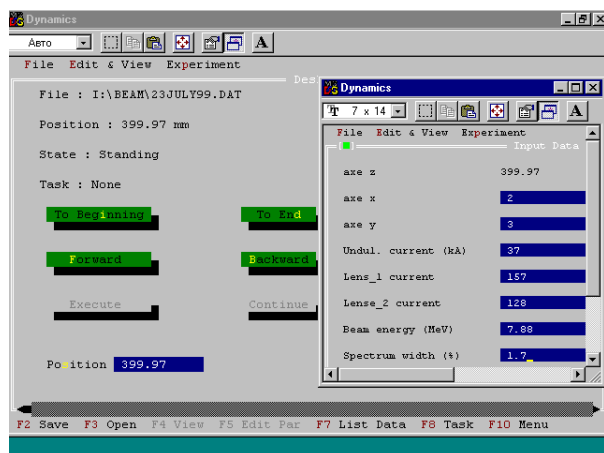 Dynamics
Авто
A
File Edit & View Experiment
Des
File : I:\BEAM\23JULY99.DAT
Position : 399.97 mm
State : Standing
Task : None
To Beginning To End
Forward Backward
Execute Continue
Position 399.97
F2 Save F3 Open F4 View F5 Edit Par F7 List Data F8 Task F10 Menu
Dynamics
7 x 14
A
File Edit & View Experiment
Input Data
axe z 399.97
axe x 2
axe y 3
Undul. current (kA) 37
Lens_1 current 157
Lense_2 current 128
Beam energy (MeV) 7.88
Spectrum width (%) 1.7_